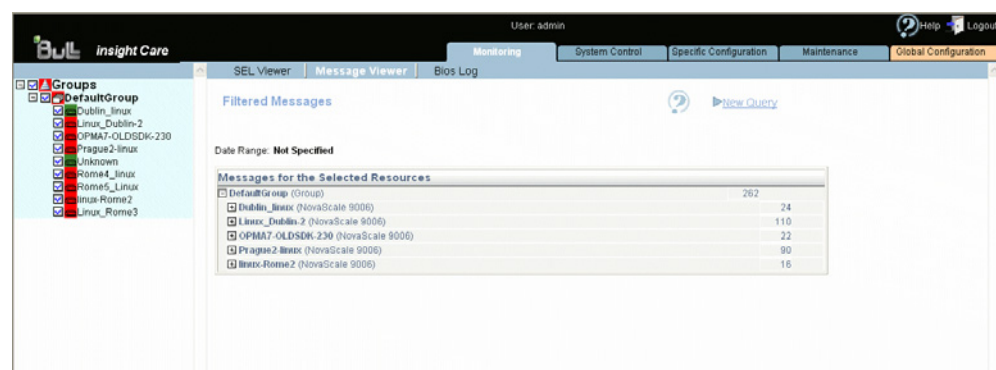 User: admin
Help
Logout
Bull
insight Care
Monitoring
System Control
Specific Configuration
Maintenance
Global Configuration
SEL Viewer
Message Viewer
Bios Log
Groups
DefaultGroup
Dublin_linux
Linux_Dublin-2
OPMA7-OLDSDK-230
Prague2-linux
Unknown
Rome4_linux
Rome5_Linux
linux-Rome2
Linux_Rome3
Filtered Messages
New Query
Date Range: Not Specified
Messages for the Selected Resources
DefaultGroup (Group) 262
Dublin_linux (NovaScale 9006) 24
Linux_Dublin-2 (NovaScale 9006) 110
OPMA7-OLDSDK-230 (NovaScale 9006) 22
Prague2-linux (NovaScale 9006) 90
linux-Rome2 (NovaScale 9006) 16